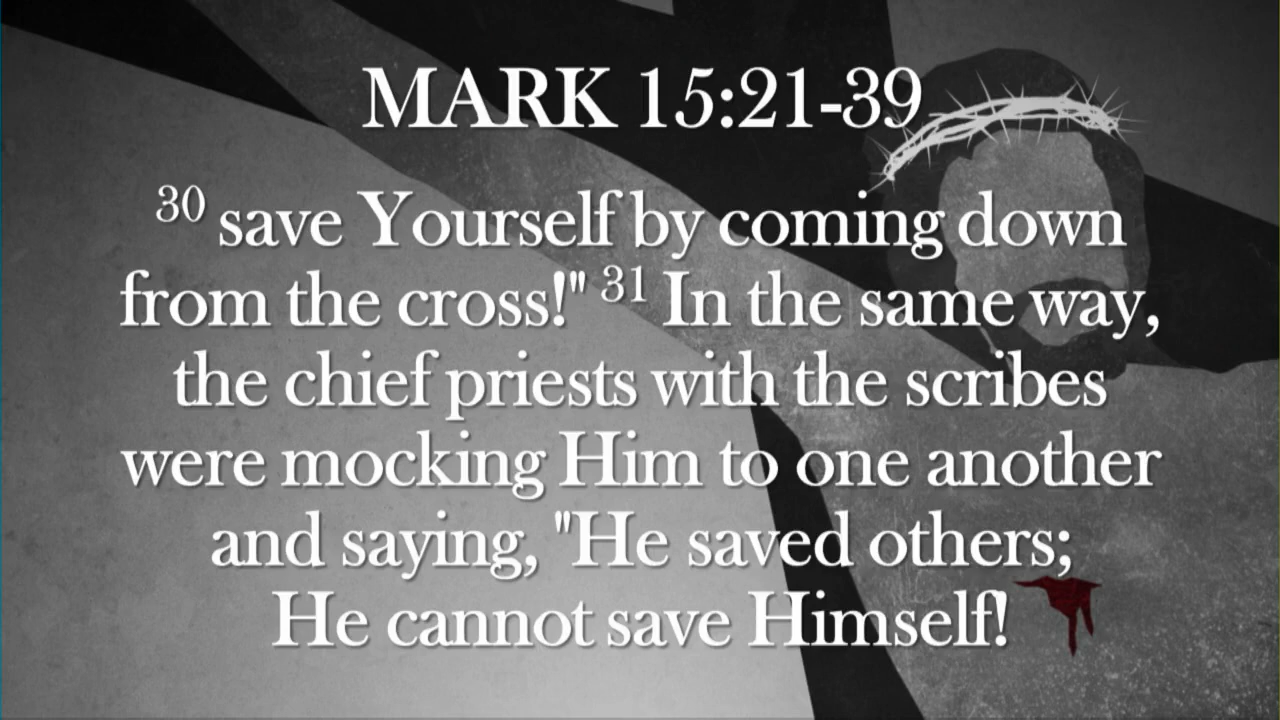 MARK 15:21-39
30 save Yourself by coming down
from the cross!" 31 In the same way,
the chief priests with the scribes
were mocking Him to one another
and saying, "He saved others;
He cannot save Himself!